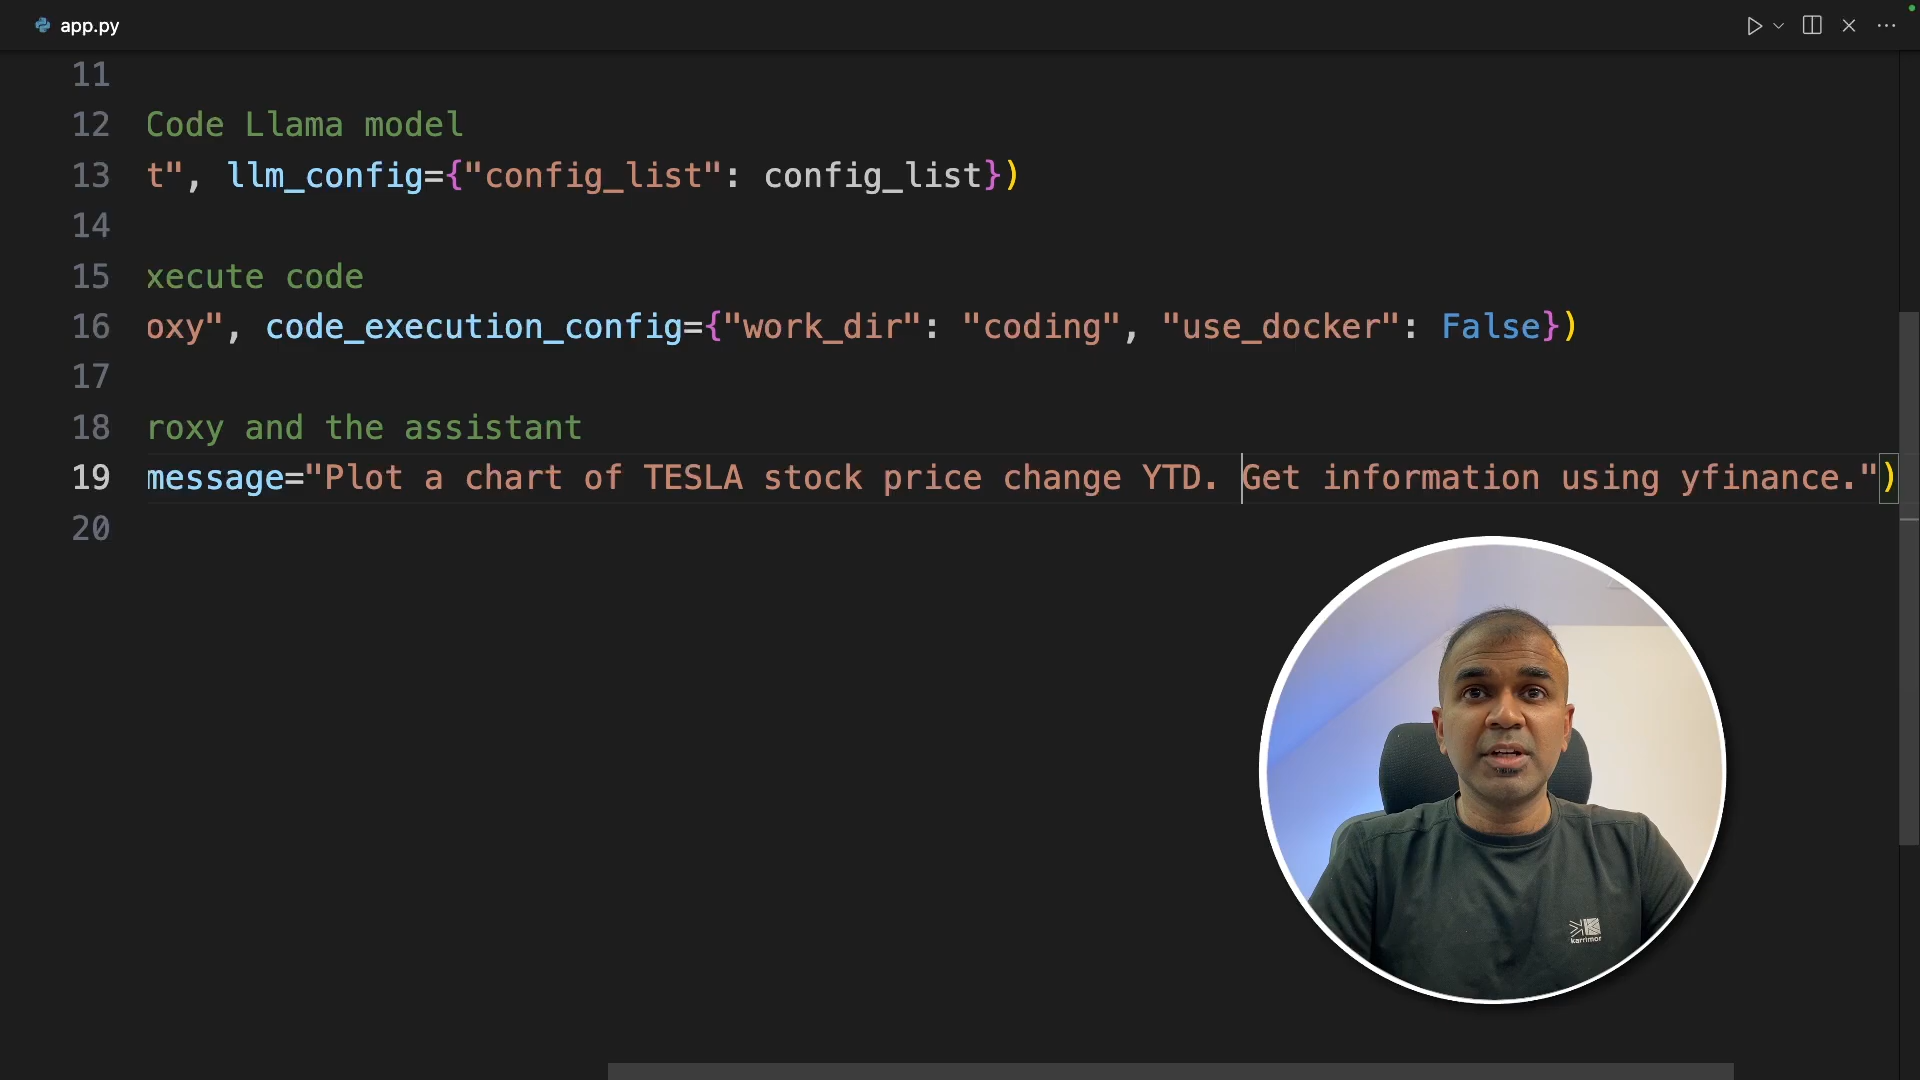 app.py
11
12 Code Llama model
13 t", llm_config={"config_list": config_list})
14
15 xecute code
16 oxy", code_execution_config={"work_dir": "coding", "use_docker": False})
17
18 roxy and the assistant
19 message="Plot a chart of TESLA stock price change YTD. Get information using yfinance.")
20
karrimor